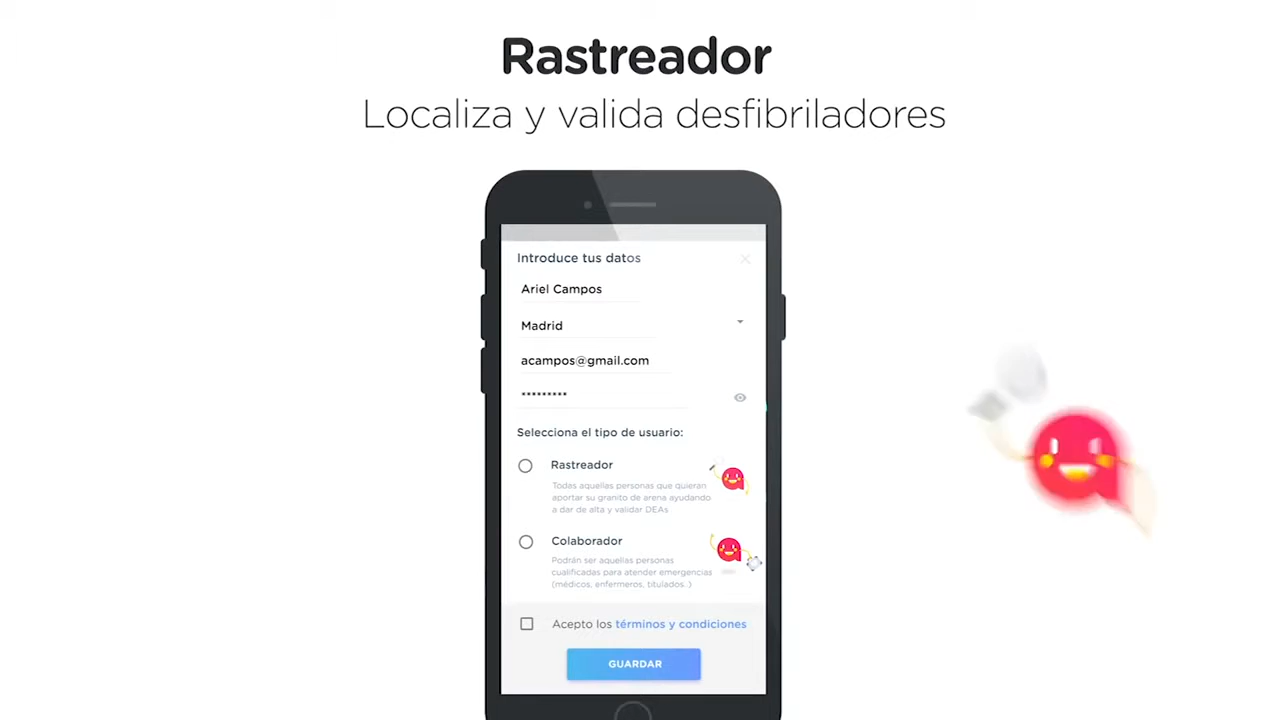 Rastreador
Localiza y valida desfibriladores
Introduce tus datos
Ariel Campos
Madrid
acampos@gmail.com
•••••••••
Selecciona el tipo de usuario:
Rastreador
Todas aquellas personas que quieran
aportar su granito de arena ayudando
a dar de alta y validar DEAs
Colaborador
Podrán ser aquellas personas
cualificadas para atender emergencias
(médicos, enfermeros, titulados..)
Acepto los términos y condiciones
GUARDAR